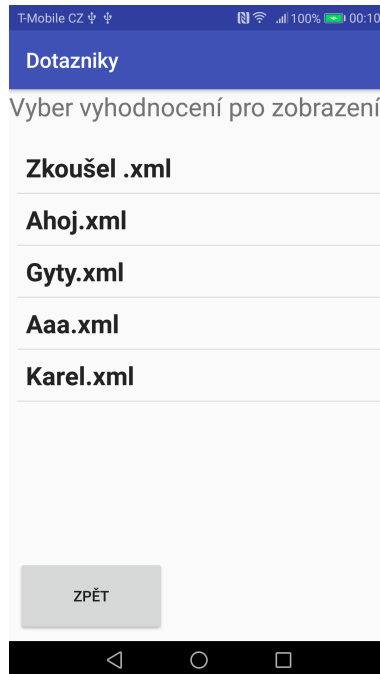 T-Mobile CZ 100% 00:10
Dotazniky
Vyber vyhodnocení pro zobrazení
Zkoušel .xml
Ahoj.xml
Gyty.xml
Aaa.xml
Karel.xml
ZPĚT